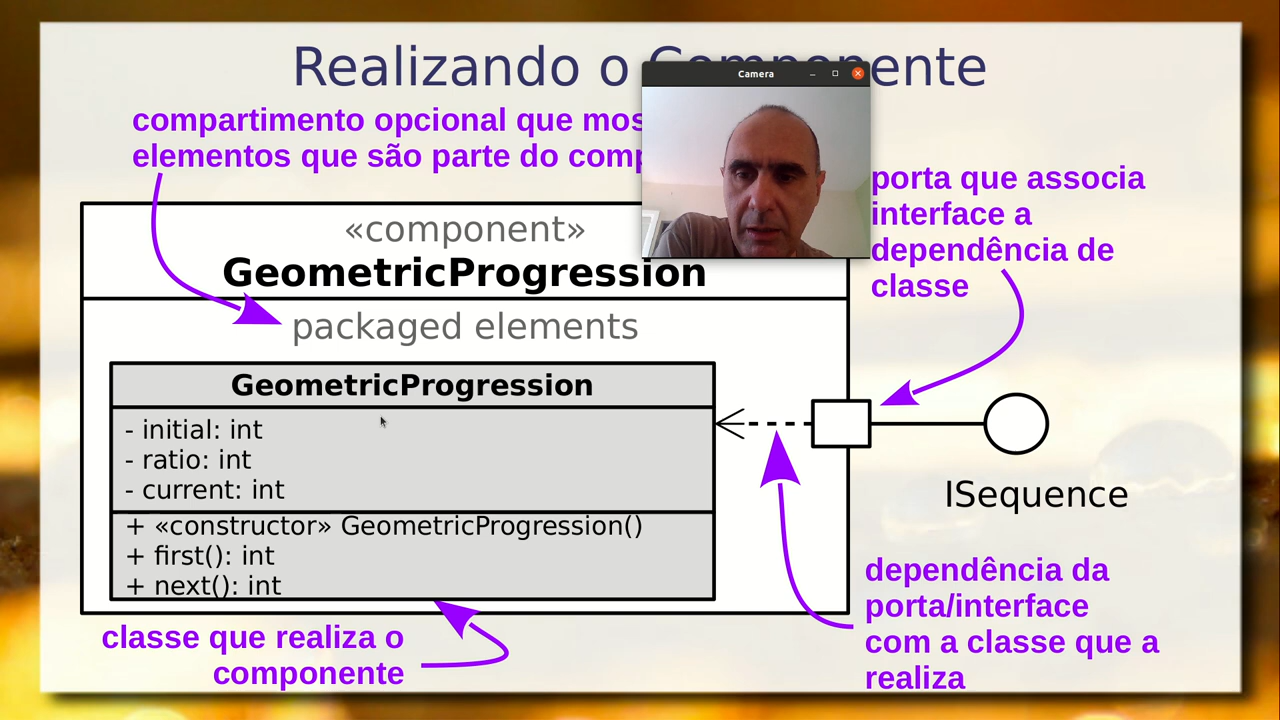 Realizando o
Camera
compartimento opcional que
elementos que são parte do
porta que associa
interface a
dependência de
classe
«component»
GeometricProgression
packaged elements
GeometricProgression
- initial: int
- ratio: int
- current: int
+ «constructor» GeometricProgression()
+ first(): int
+ next(): int
ISequence
dependência da
porta/interface
com a classe que a
realiza
classe que realiza o
componente